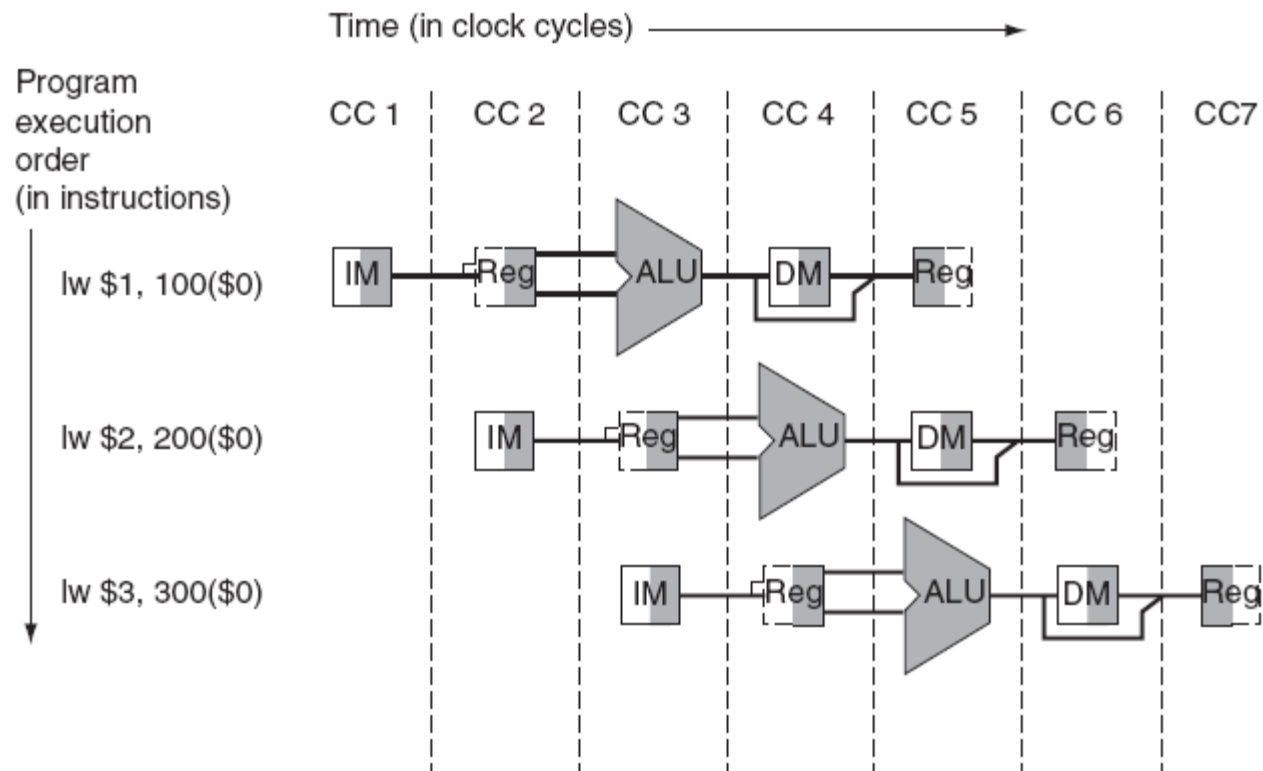 Time (in clock cycles)
Program
execution
order
(in instructions)
CC 1 CC 2 CC 3 CC 4 CC 5 CC 6 CC7
lw $1, 100($0) IM Reg ALU DM Reg
lw $2, 200($0) IM Reg ALU DM Reg
lw $3, 300($0) IM Reg ALU DM Reg